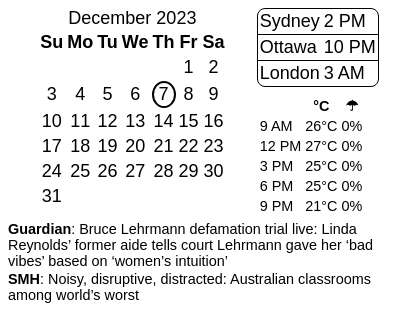 December 2023
Su Mo Tu We Th Fr Sa
1 2
3 4 5 6 7 8 9
10 11 12 13 14 15 16
17 18 19 20 21 22 23
24 25 26 27 28 29 30
31
Sydney 2 PM
Ottawa 10 PM
London 3 AM
°C ☂
9 AM 26°C 0%
12 PM 27°C 0%
3 PM 25°C 0%
6 PM 25°C 0%
9 PM 21°C 0%
Guardian: Bruce Lehrmann defamation trial live: Linda
Reynolds’ former aide tells court Lehrmann gave her ‘bad
vibes’ based on ‘women’s intuition’
SMH: Noisy, disruptive, distracted: Australian classrooms
among world’s worst